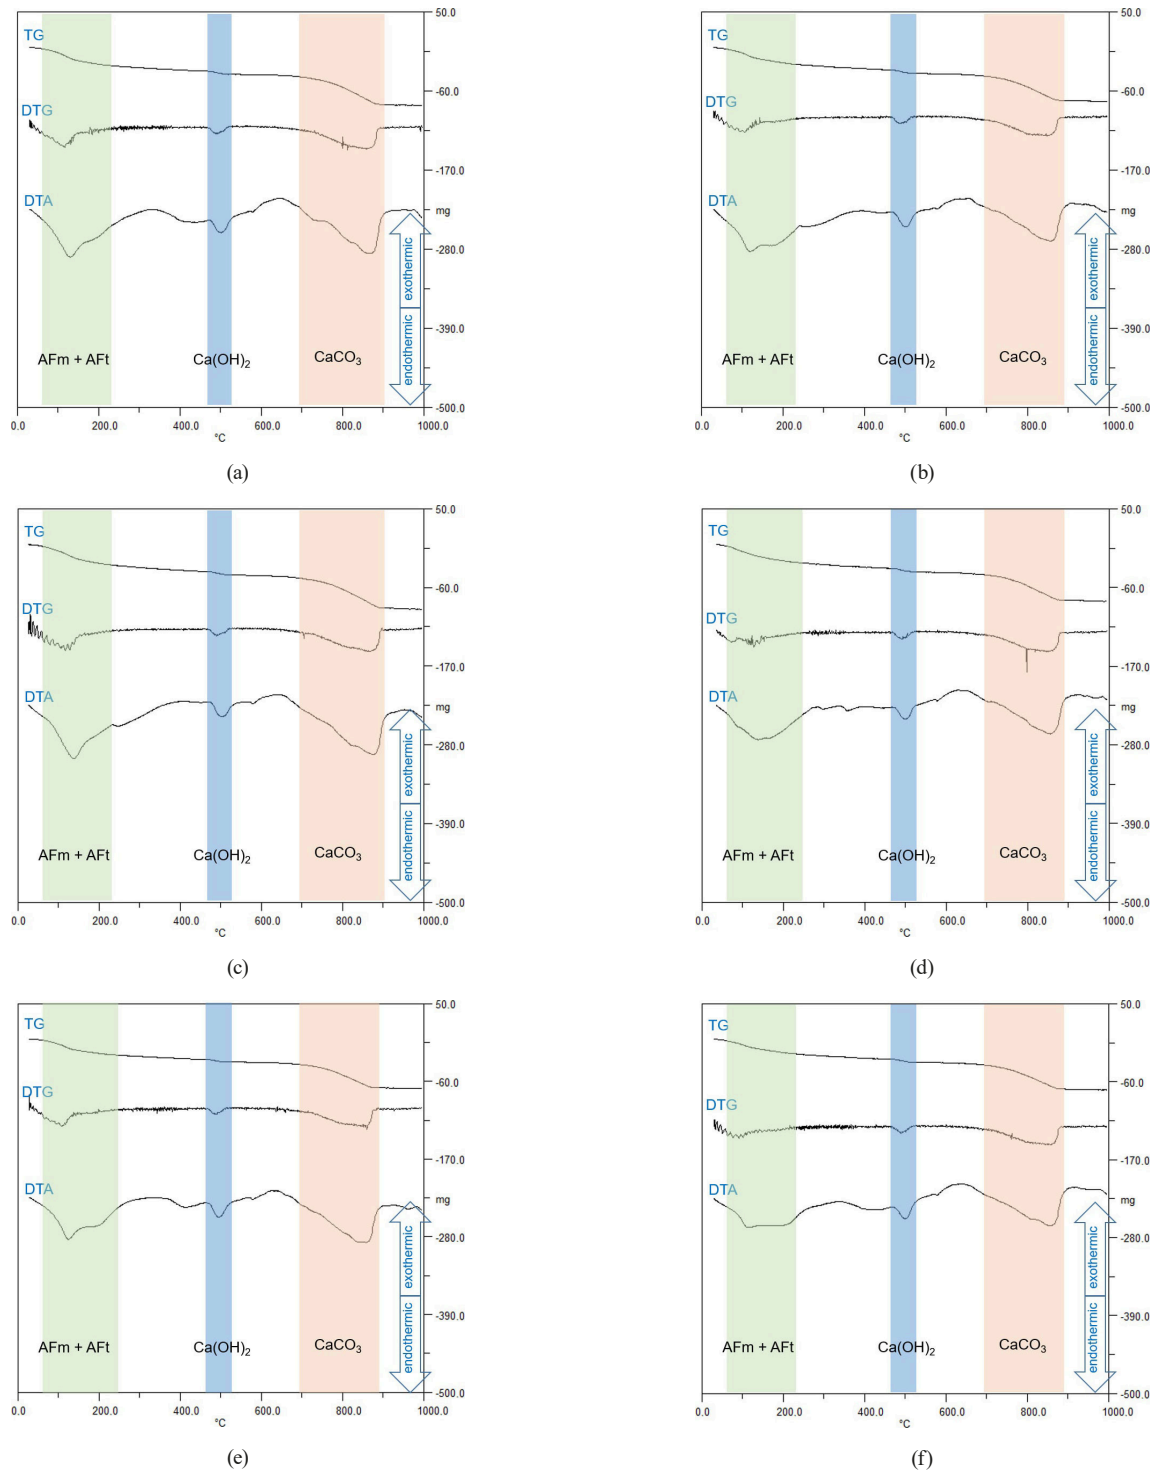 TG
DTG
DTA
AFm + AFt
Ca(OH)2
CaCO3
exothermic
endothermic
50.0
-60.0
-170.0
mg
-280.0
-390.0
-500.0
0.0 200.0 400.0 600.0 800.0 1000.0
°C
(a)
TG
DTG
DTA
AFm + AFt
Ca(OH)2
CaCO3
exothermic
endothermic
50.0
-60.0
-170.0
mg
-280.0
-390.0
-500.0
0.0 200.0 400.0 600.0 800.0 1000.0
°C
(b)
TG
DTG
DTA
AFm + AFt
Ca(OH)2
CaCO3
exothermic
endothermic
50.0
-60.0
-170.0
mg
-280.0
-390.0
-500.0
0.0 200.0 400.0 600.0 800.0 1000.0
°C
(c)
TG
DTG
DTA
AFm + AFt
Ca(OH)2
CaCO3
exothermic
endothermic
50.0
-60.0
-170.0
mg
-280.0
-390.0
-500.0
0.0 200.0 400.0 600.0 800.0 1000.0
°C
(d)
TG
DTG
DTA
AFm + AFt
Ca(OH)2
CaCO3
exothermic
endothermic
50.0
-60.0
-170.0
mg
-280.0
-390.0
-500.0
0.0 200.0 400.0 600.0 800.0 1000.0
°C
(e)
TG
DTG
DTA
AFm + AFt
Ca(OH)2
CaCO3
exothermic
endothermic
50.0
-60.0
-170.0
mg
-280.0
-390.0
-500.0
0.0 200.0 400.0 600.0 800.0 1000.0
°C
(f)